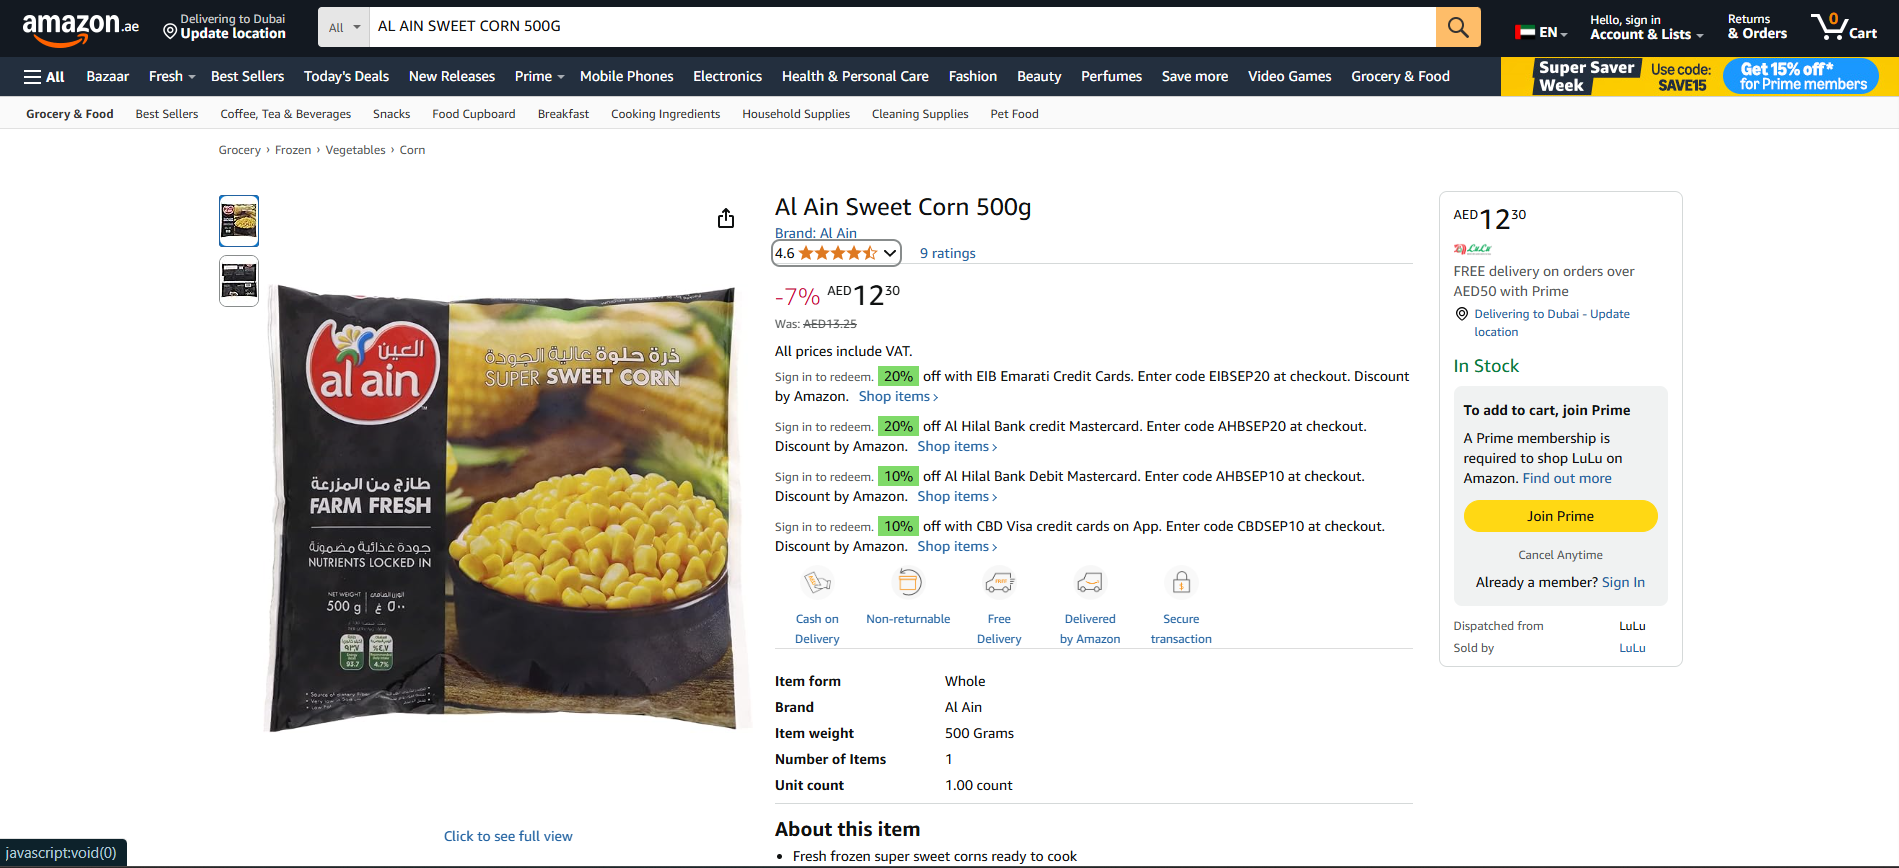 amazon.ae
Delivering to Dubai
Update location
All
AL AIN SWEET CORN 500G
EN
Hello, sign in
Account & Lists
Returns
& Orders
0
Cart
All
Bazaar
Fresh
Best Sellers
Today's Deals
New Releases
Prime
Mobile Phones
Electronics
Health & Personal Care
Fashion
Beauty
Perfumes
Save more
Video Games
Grocery & Food
Super Saver
Week
Use code:
SAVE15
Get 15% off*
for Prime members
Grocery & Food
Best Sellers
Coffee, Tea & Beverages
Snacks
Food Cupboard
Breakfast
Cooking Ingredients
Household Supplies
Cleaning Supplies
Pet Food
Grocery › Frozen › Vegetables › Corn
العين
al ain
ذرة حلوة عالية الجودة
SUPER SWEET CORN
طازج من المزرعة
FARM FRESH
جودة غذائية مضمونة
NUTRIENTS LOCKED IN
NET WEIGHT
الوزن الصافي
500 g
٥٠٠ غ
٩٣٫٧
٪٤٫٧
93.7
4.7%
Click to see full view
Al Ain Sweet Corn 500g
Brand: Al Ain
4.6
9 ratings
-7% AED12 30
Was: AED13.25
All prices include VAT.
Sign in to redeem. 20% off with EIB Emarati Credit Cards. Enter code EIBSEP20 at checkout. Discount
by Amazon. Shop items ›
Sign in to redeem. 20% off Al Hilal Bank credit Mastercard. Enter code AHBSEP20 at checkout.
Discount by Amazon. Shop items ›
Sign in to redeem. 10% off Al Hilal Bank Debit Mastercard. Enter code AHBSEP10 at checkout.
Discount by Amazon. Shop items ›
Sign in to redeem. 10% off with CBD Visa credit cards on App. Enter code CBDSEP10 at checkout.
Discount by Amazon. Shop items ›
Cash on
Delivery
Non-returnable
Free
Delivery
Delivered
by Amazon
Secure
transaction
Item form Whole
Brand Al Ain
Item weight 500 Grams
Number of Items 1
Unit count 1.00 count
About this item
• Fresh frozen super sweet corns ready to cook
AED12 30
LuLu
FREE delivery on orders over
AED50 with Prime
Delivering to Dubai - Update
location
In Stock
To add to cart, join Prime
A Prime membership is
required to shop LuLu on
Amazon. Find out more
Join Prime
Cancel Anytime
Already a member? Sign In
Dispatched from LuLu
Sold by LuLu
javascript:void(0)